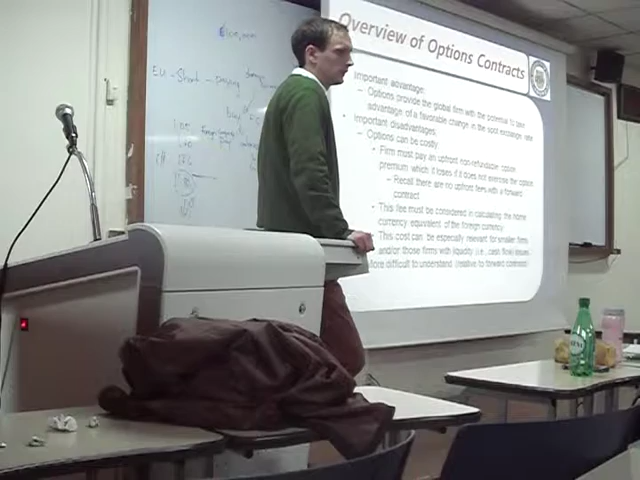 Overview of Options Contracts
Important advantage:
– Options provide the global firm with the potential to take
advantage of a favorable change in the spot exchange rate
• Important disadvantages:
– Options can be costly
• Firm must pay an upfront non-refundable option
premium which it loses if it does not exercise the option
– Recall there are no upfront fees with a forward
contract
• This fee must be considered in calculating the home
currency equivalent of the foreign currency
This cost can be especially relevant for smaller firms
and/or those firms with liquidity (i.e., cash flow) issues
More difficult to understand (relative to forward contracts)
EU – Short – paying